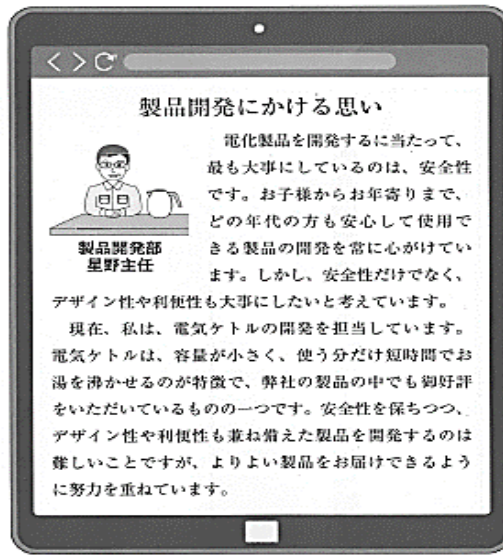 製品開発にかける思い
電化製品を開発するに当たって、
最も大事にしているのは、安全性
です。お子様からお年寄りまで、
どの年代の方も安心して使用で
きる製品の開発を常に心がけてい
ます。しかし、安全性だけでなく、
製品開発部
星野主任
デザイン性や利便性も大事にしたいと考えています。
現在、私は、電気ケトルの開発を担当しています。
電気ケトルは、容量が小さく、使う分だけ短時間でお
湯を沸かせるのが特徴で、弊社の製品の中でも御好評
をいただいているものの一つです。安全性を保ちつつ、
デザイン性や利便性も兼ね備えた製品を開発するのは
難しいことですが、よりよい製品をお届けできるよう
に努力を重ねています。